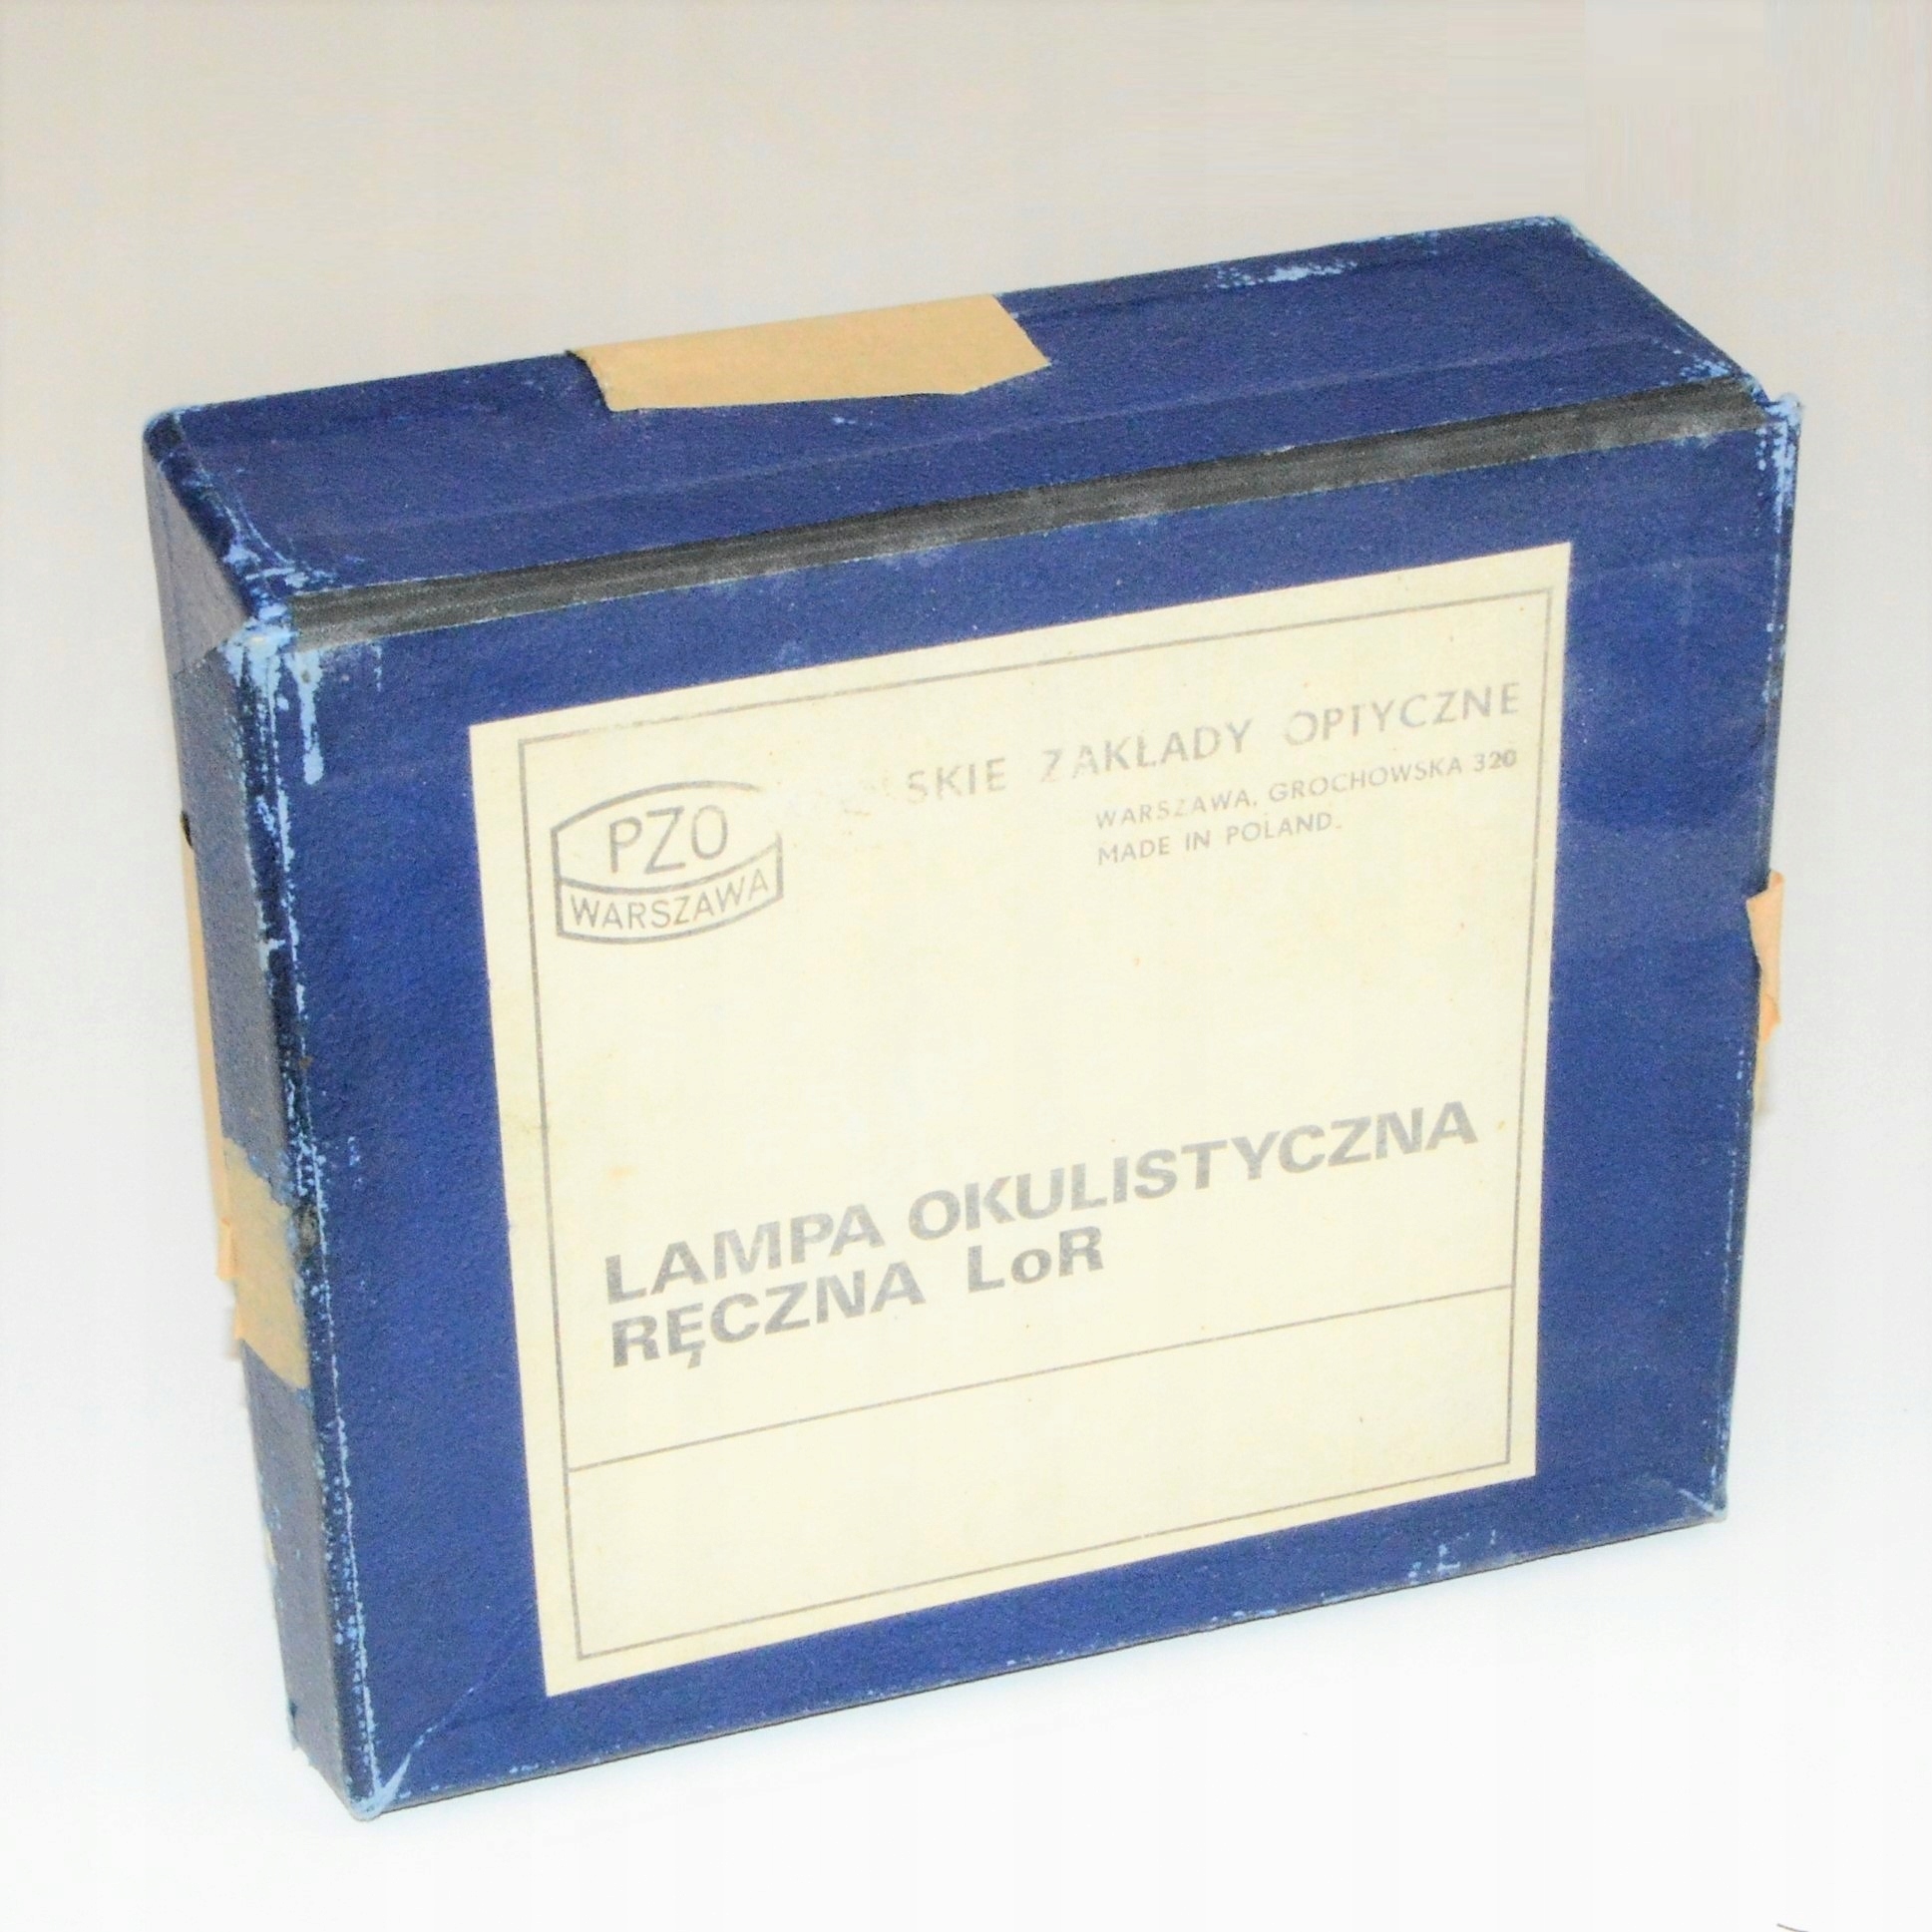 PZO
WARSZAWA
SKIE ZAKŁADY OPTYCZNE
WARSZAWA, GROCHOWSKA 320
MADE IN POLAND.
LAMPA OKULISTYCZNA
RĘCZNA LoR